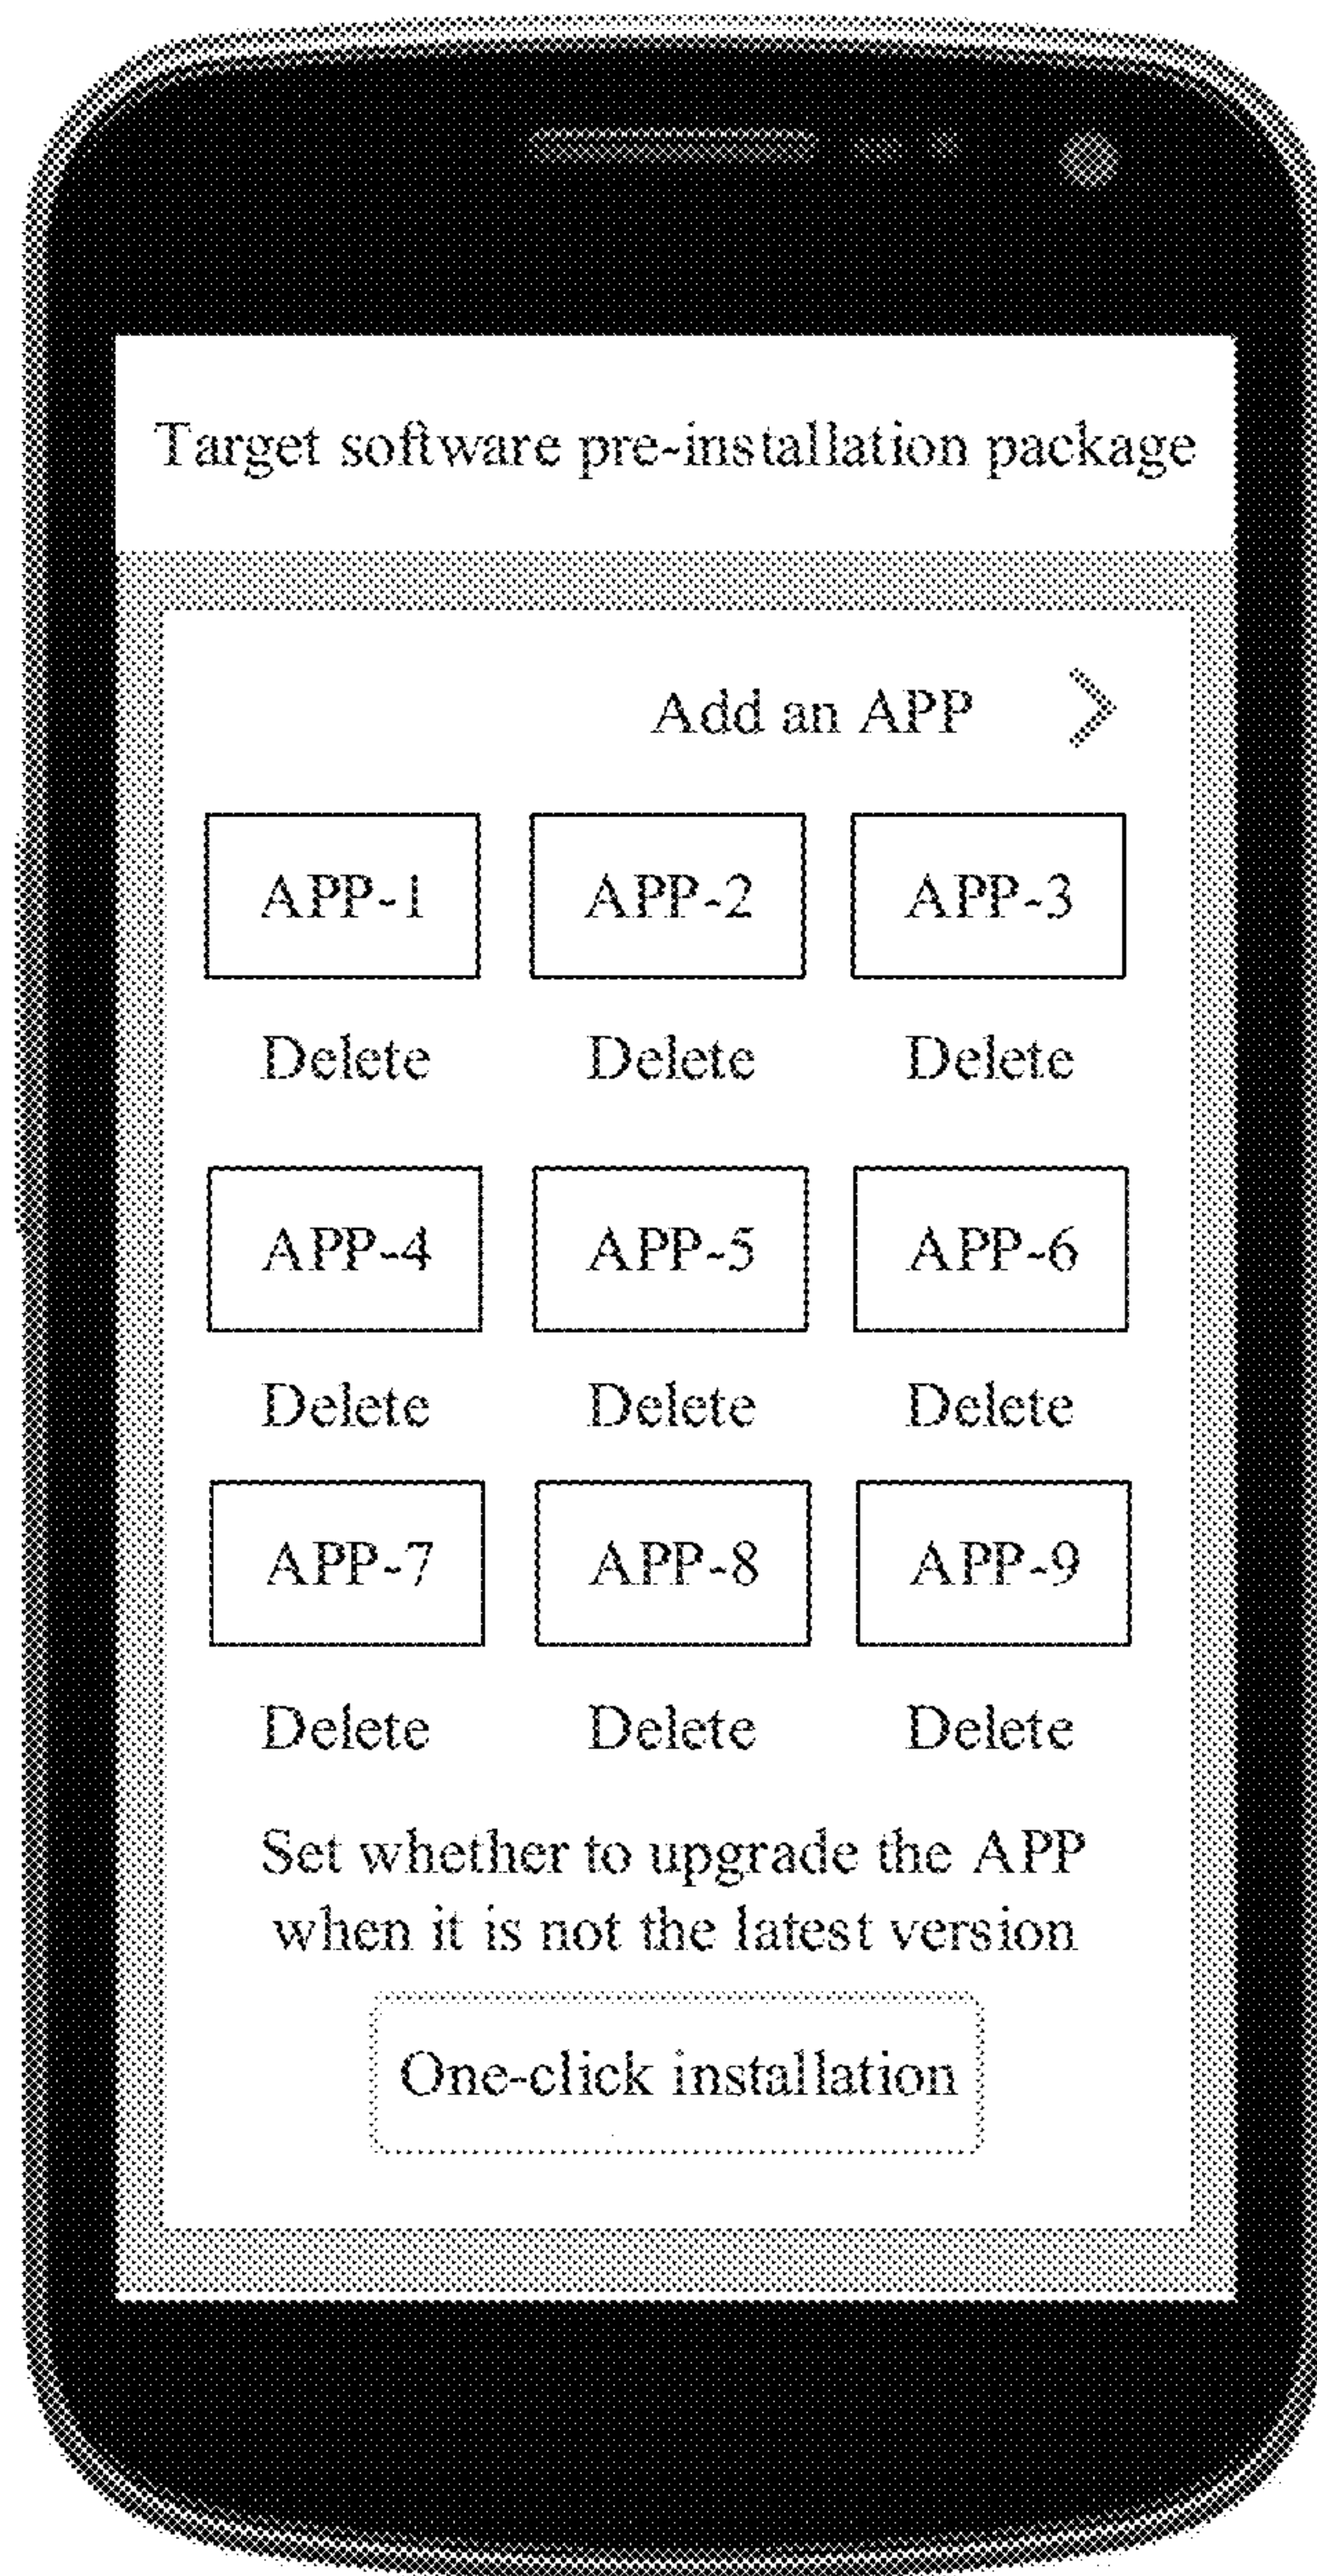 Target software pre-installation package
Add an APP
APP-1 APP-2 APP-3
Delete Delete Delete
APP-4 APP-5 APP-6
Delete Delete Delete
APP-7 APP-8 APP-9
Delete Delete Delete
Set whether to upgrade the APP
when it is not the latest version
One-click installation